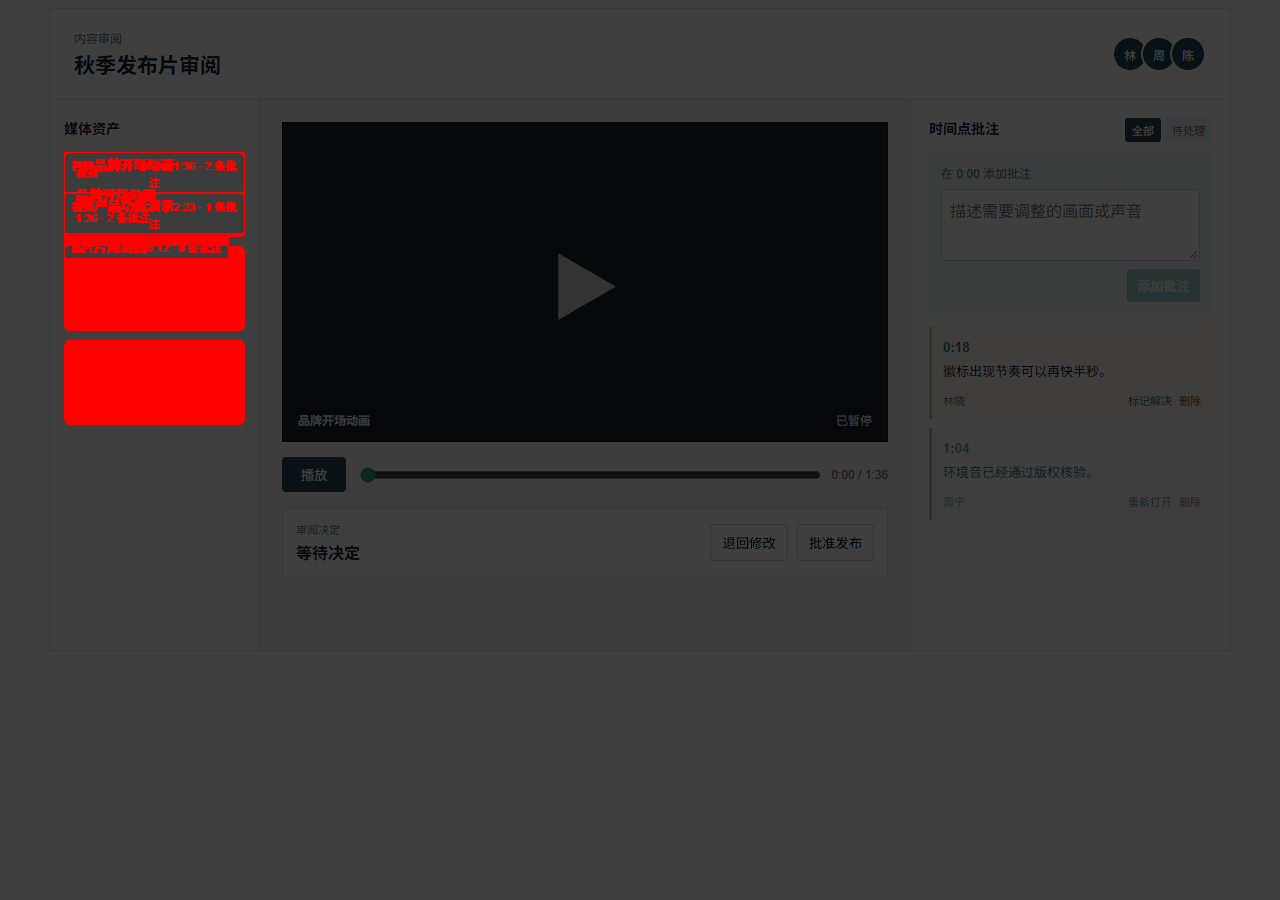 内容审阅
秋季发布片审阅
林 周 陈
媒体资产
品牌开场动画
时间点批注
全部
待处理
在 0:00 添加批注
描述需要调整的画面或声音
添加批注
0:18
徽标出现节奏可以再快半秒。
林晓
标记解决 删除
1:04
环境音已经通过版权核验。
周宁
重新打开 删除
品牌开场动画
已暂停
播放
0:00 / 1:36
审阅决定
等待决定
退回修改
批准发布